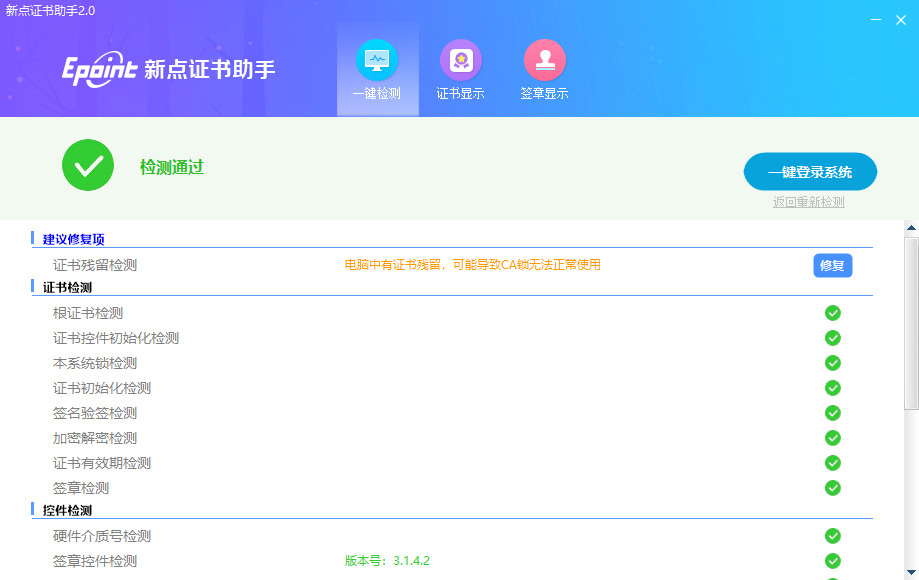 新点证书助手2.0
Epoint 新点证书助手
一键检测
证书显示
签章显示
检测通过
一键登录系统
返回重新检测
建议修复项
证书残留检测 电脑中有证书残留，可能导致CA锁无法正常使用 修复
证书检测
根证书检测
证书控件初始化检测
本系统锁检测
证书初始化检测
签名验签检测
加密解密检测
证书有效期检测
签章检测
控件检测
硬件介质号检测
签章控件检测 版本号：3.1.4.2